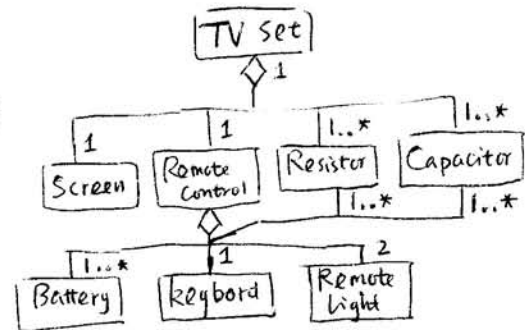 TV Set
1
1
1
1..*
1..*
Screen
Remote
control
Resistor
Capacitor
1..*
1..*
1..*
1
2
Battery
keybord
Remote
Light